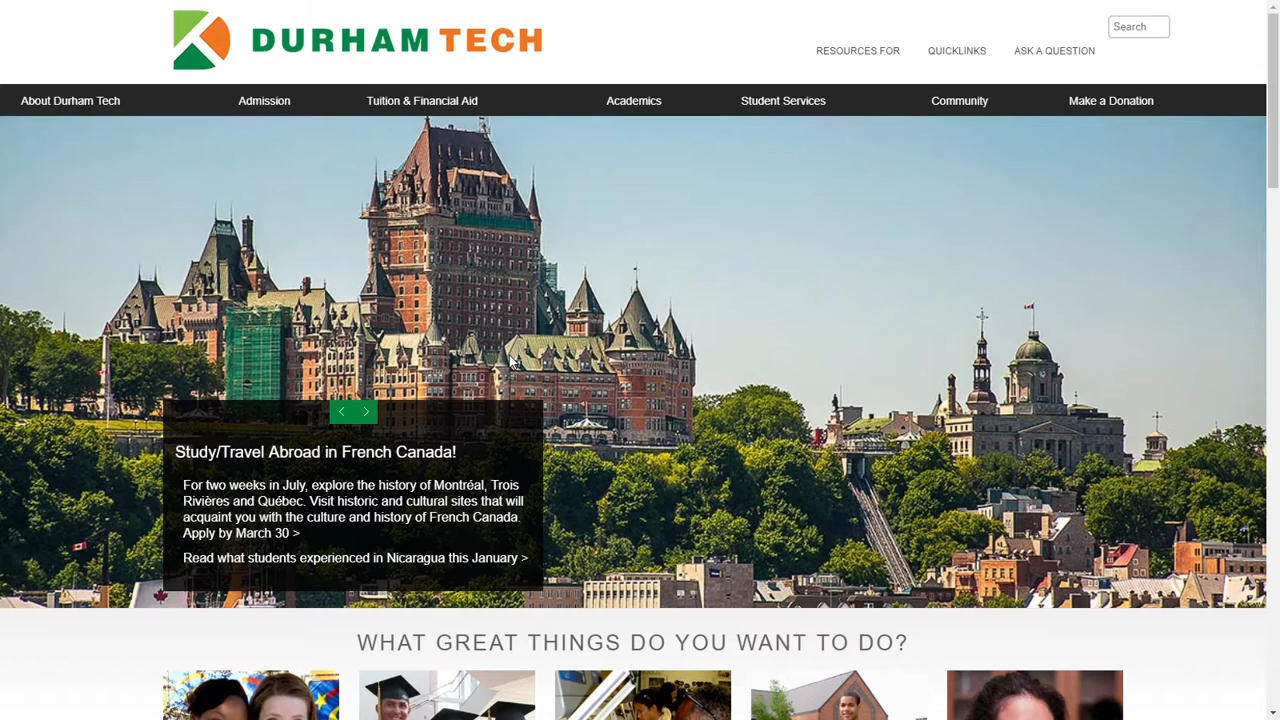 DURHAM TECH
Search
RESOURCES FOR QUICKLINKS ASK A QUESTION
About Durham Tech Admission Tuition & Financial Aid Academics Student Services Community Make a Donation
Study/Travel Abroad in French Canada!
For two weeks in July, explore the history of Montréal, Trois
Rivières and Québec. Visit historic and cultural sites that will
acquaint you with the culture and history of French Canada.
Apply by March 30 >
Read what students experienced in Nicaragua this January >
WHAT GREAT THINGS DO YOU WANT TO DO?